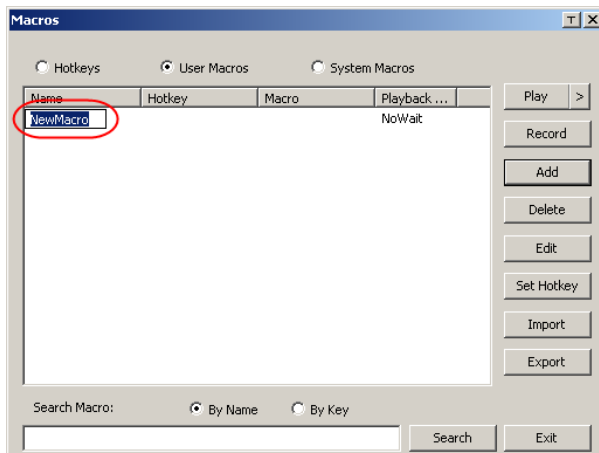 Macros T X
Hotkeys User Macros System Macros
Name Hotkey Macro Playback ... Play >
NewMacro NoWait
Record
Add
Delete
Edit
Set Hotkey
Import
Export
Search Macro: By Name By Key
Search Exit